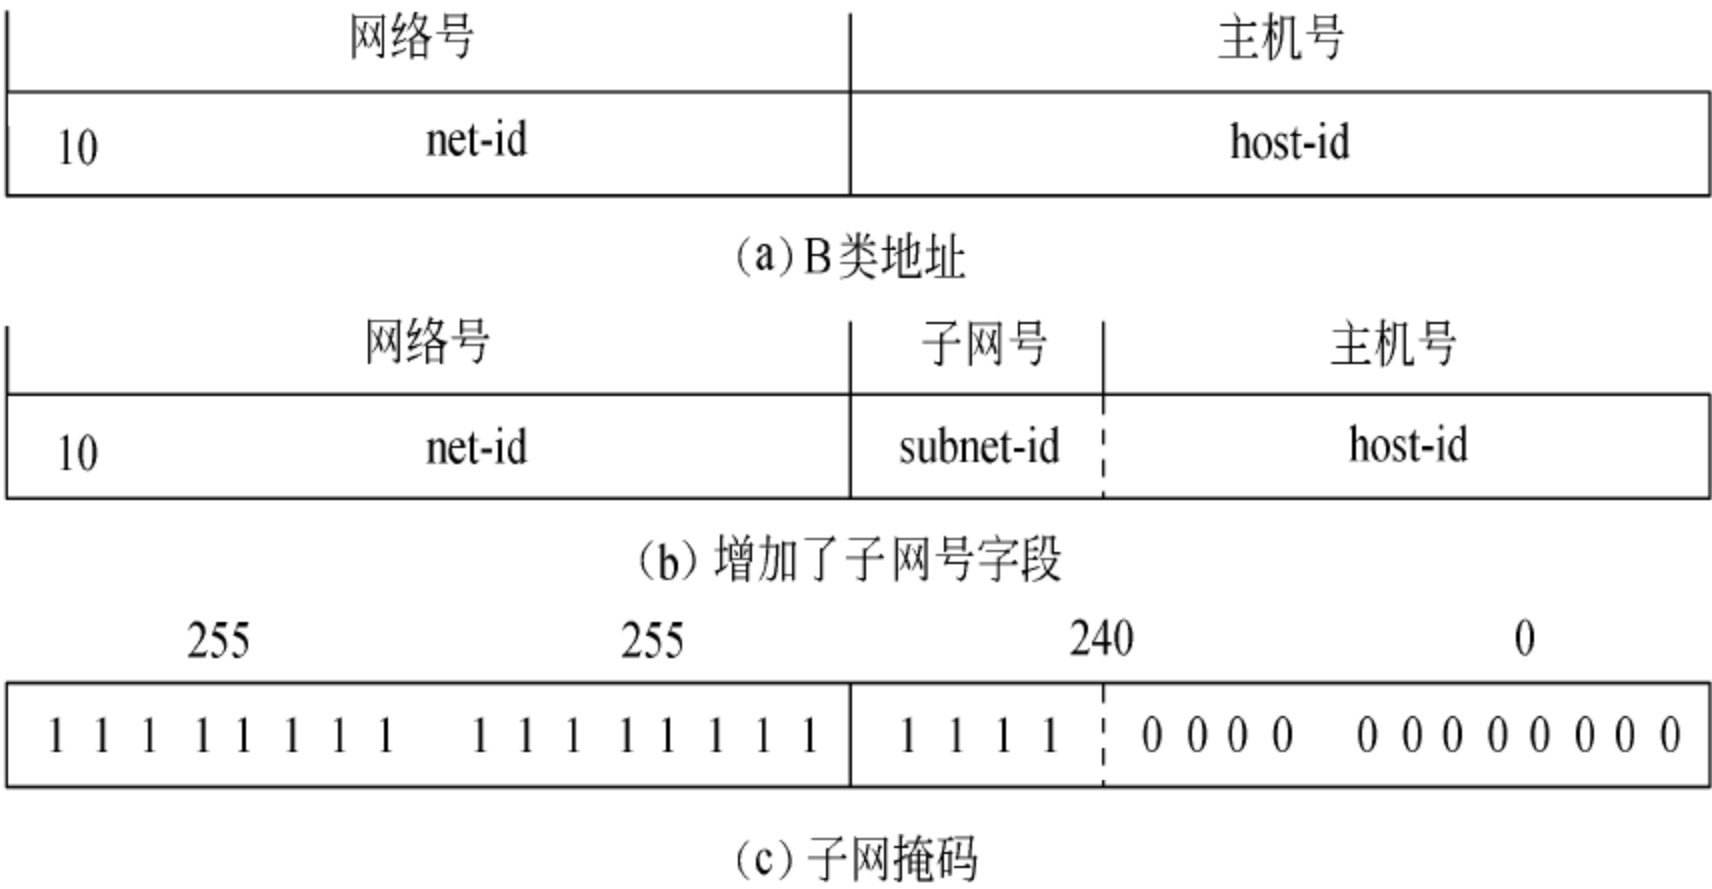 网络号 主机号
10 net-id host-id
(a) B类地址
网络号 子网号 主机号
10 net-id subnet-id host-id
(b) 增加了子网号字段
255 255 240 0
1 1 1 1 1 1 1 1 1 1 1 1 1 1 1 1 1 1 1 1 0 0 0 0 0 0 0 0 0 0 0 0
(c) 子网掩码